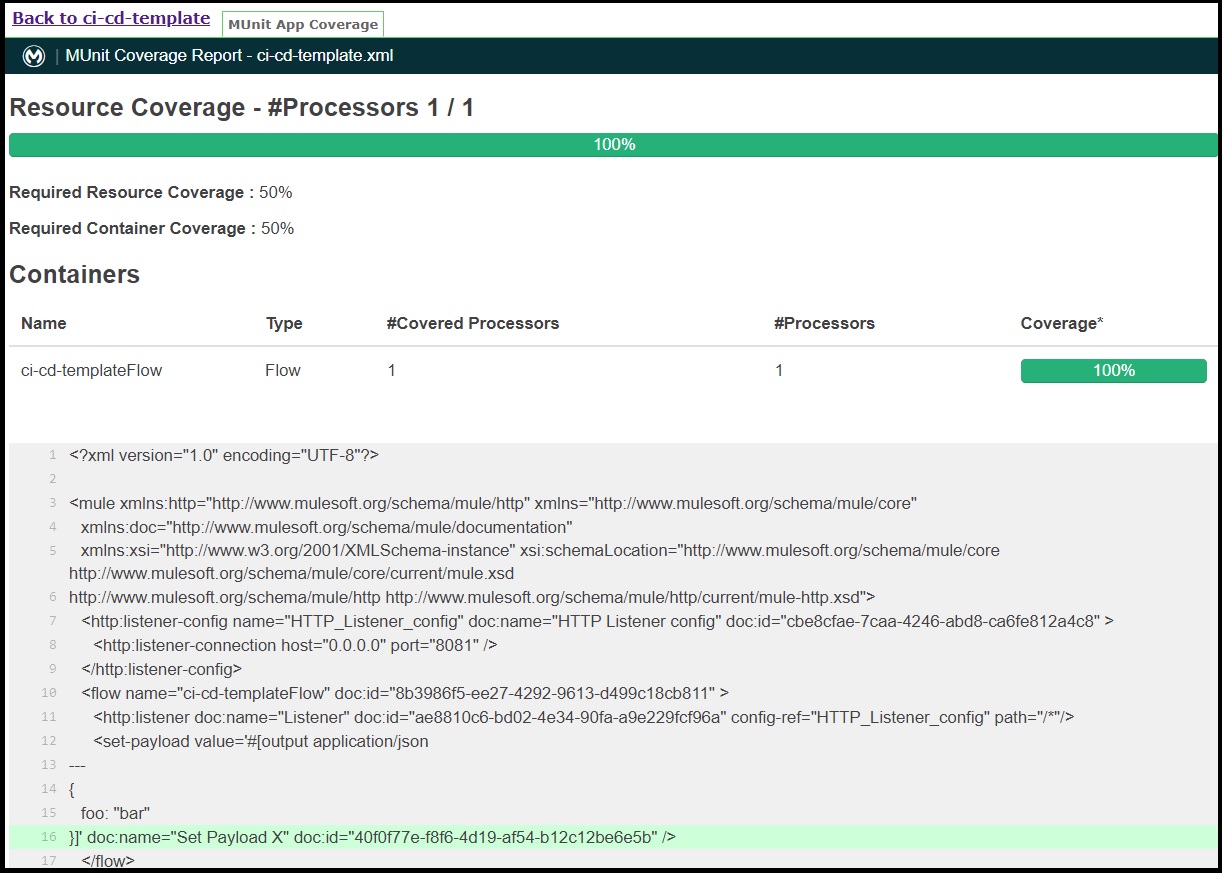 Back to ci-cd-template
MUnit App Coverage
| MUnit Coverage Report - ci-cd-template.xml
Resource Coverage - #Processors 1 / 1
100%
Required Resource Coverage : 50%
Required Container Coverage : 50%
Containers
Name Type #Covered Processors #Processors Coverage*
ci-cd-templateFlow Flow 1 1 100%
1 <?xml version="1.0" encoding="UTF-8"?>
2
3 <mule xmlns:http="http://www.mulesoft.org/schema/mule/http" xmlns="http://www.mulesoft.org/schema/mule/core"
4 xmlns:doc="http://www.mulesoft.org/schema/mule/documentation"
5 xmlns:xsi="http://www.w3.org/2001/XMLSchema-instance" xsi:schemaLocation="http://www.mulesoft.org/schema/mule/core
http://www.mulesoft.org/schema/mule/core/current/mule.xsd
6 http://www.mulesoft.org/schema/mule/http http://www.mulesoft.org/schema/mule/http/current/mule-http.xsd">
7 <http:listener-config name="HTTP_Listener_config" doc:name="HTTP Listener config" doc:id="cbe8cfae-7caa-4246-abd8-ca6fe812a4c8" >
8 <http:listener-connection host="0.0.0.0" port="8081" />
9 </http:listener-config>
10 <flow name="ci-cd-templateFlow" doc:id="8b3986f5-ee27-4292-9613-d499c18cb811" >
11 <http:listener doc:name="Listener" doc:id="ae8810c6-bd02-4e34-90fa-a9e229fcf96a" config-ref="HTTP_Listener_config" path="/*"/>
12 <set-payload value='#[output application/json
13 ---
14 {
15 foo: "bar"
16 }]' doc:name="Set Payload X" doc:id="40f0f77e-f8f6-4d19-af54-b12c12be6e5b" />
17 </flow>